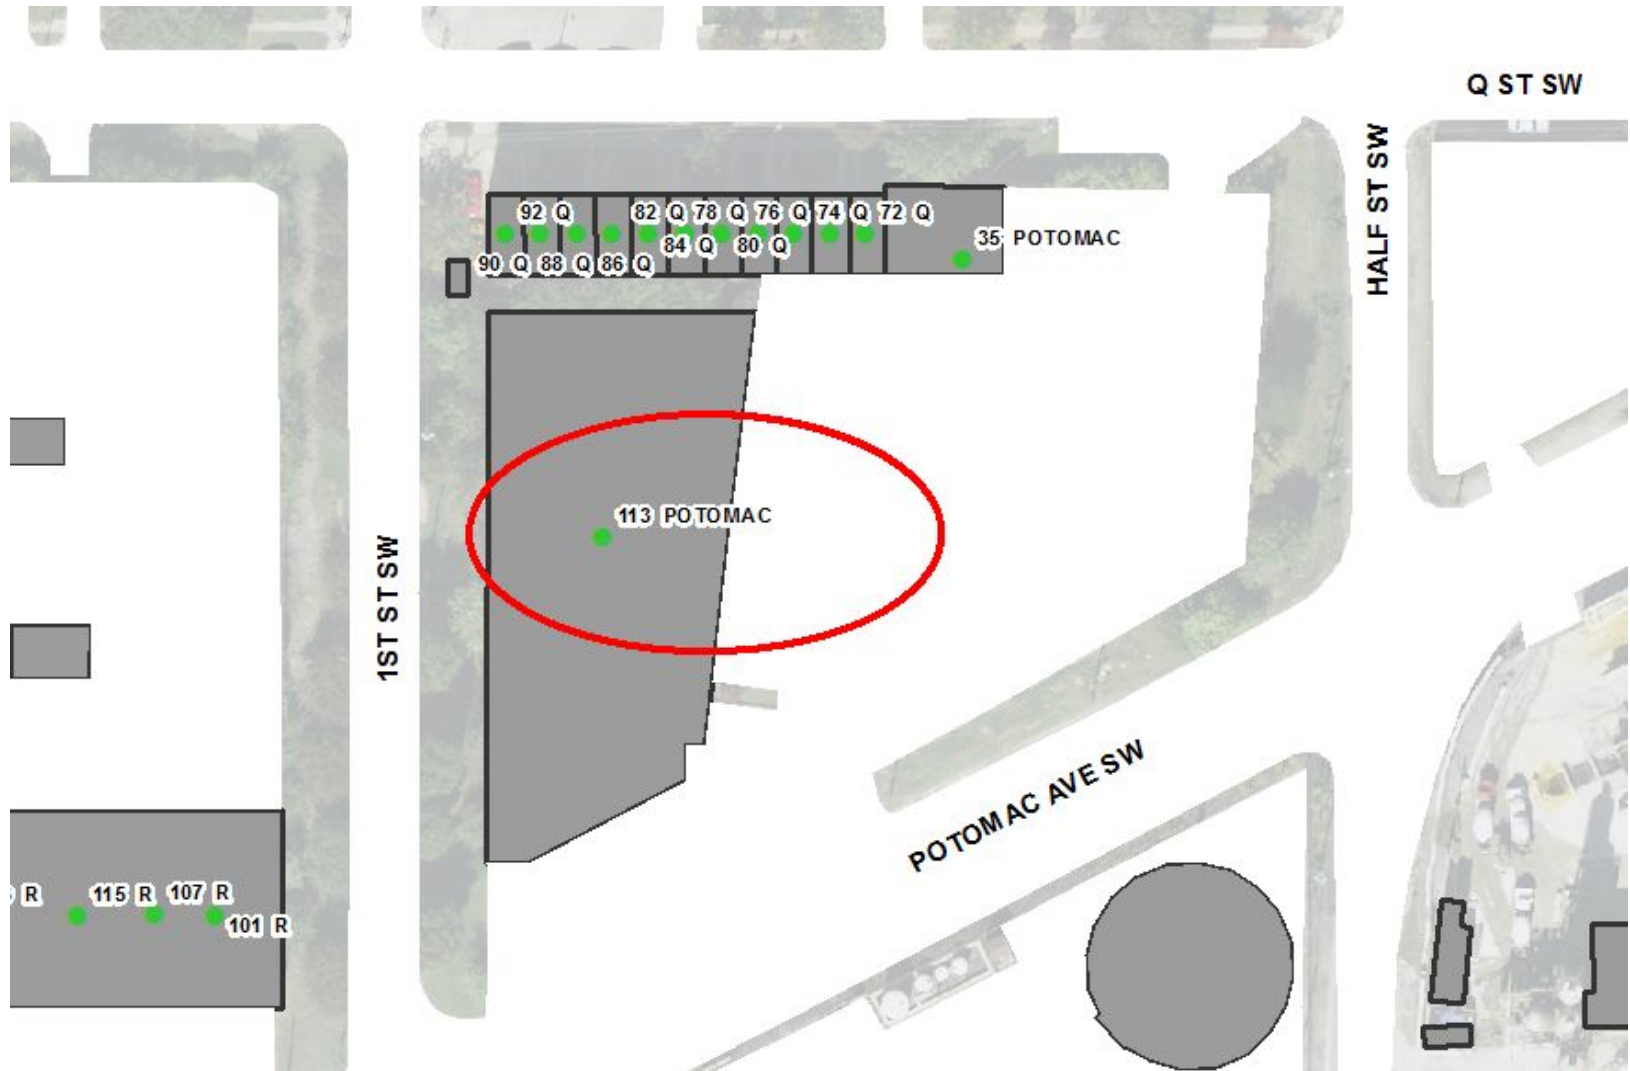 Q ST SW
HALF ST SW
92 Q
82 Q
78 Q
76 Q
74 Q
72 Q
84 Q
80 Q
35 POTOMAC
90 Q
88 Q
86 Q
113 POTOMAC
1ST ST SW
POTOMAC AVE SW
R
115 R
107 R
101 R